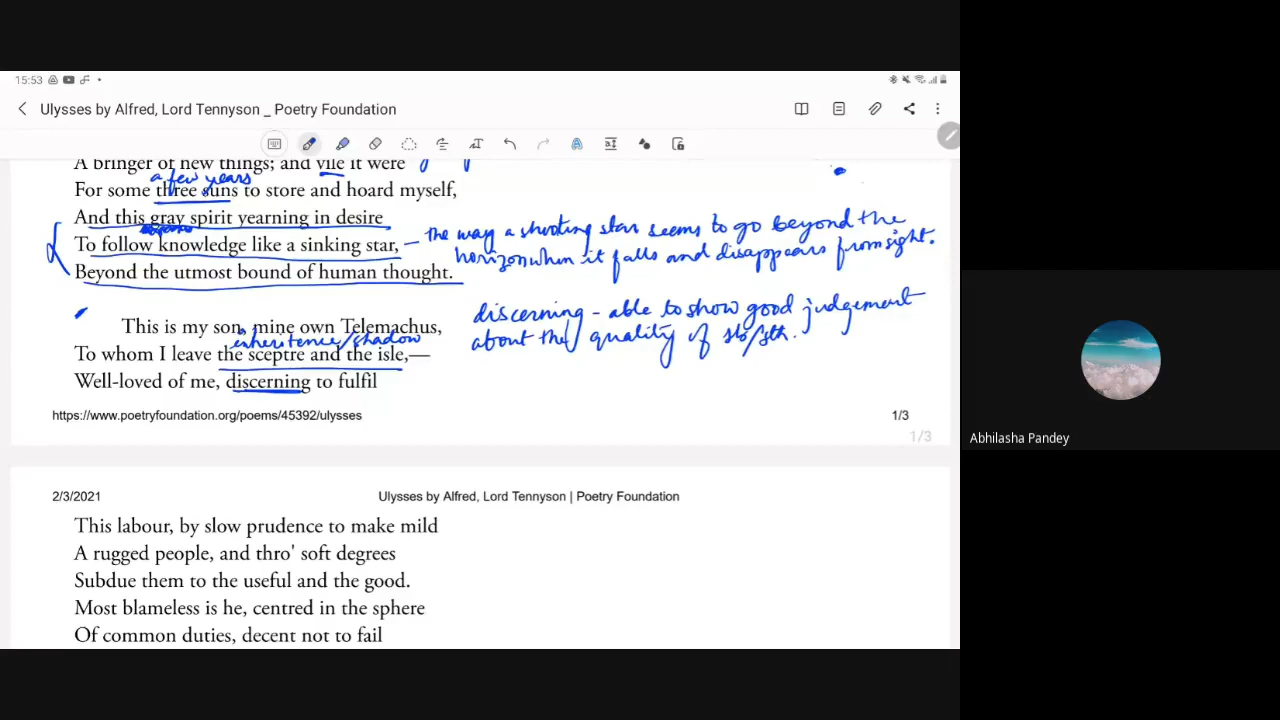 15:53
Ulysses by Alfred, Lord Tennyson _ Poetry Foundation
A bringer of new things; and vile it were
a few years
For some three suns to store and hoard myself,
And this gray spirit yearning in desire
To follow knowledge like a sinking star, – the way a shooting star seems to go beyond the
horizon when it falls and disappears from sight.
Beyond the utmost bound of human thought.
discerning - able to show good judgement
about the quality of sb/sth.
This is my son, mine own Telemachus,
inheritence/shadow
To whom I leave the sceptre and the isle,—
Well-loved of me, discerning to fulfil
https://www.poetryfoundation.org/poems/45392/ulysses 1/3
1/3
Abhilasha Pandey
2/3/2021 Ulysses by Alfred, Lord Tennyson | Poetry Foundation
This labour, by slow prudence to make mild
A rugged people, and thro' soft degrees
Subdue them to the useful and the good.
Most blameless is he, centred in the sphere
Of common duties, decent not to fail